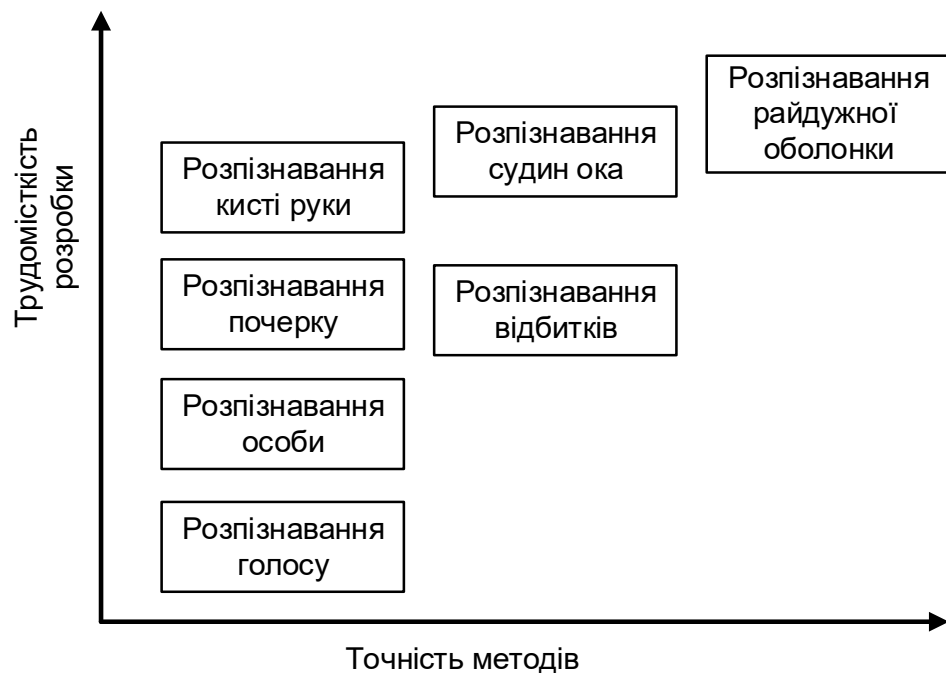 Трудомісткість
розробки
Розпізнавання
кисті руки
Розпізнавання
почерку
Розпізнавання
особи
Розпізнавання
голосу
Розпізнавання
судин ока
Розпізнавання
відбитків
Розпізнавання
райдужної
оболонки
Точність методів